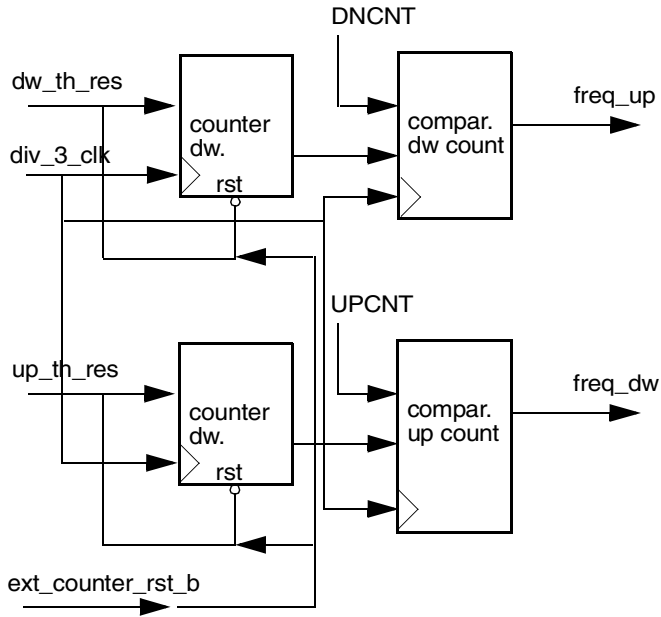 DNCNT
dw_th_res
freq_up
counter
dw.
compar.
dw count
div_3_clk
rst
UPCNT
up_th_res
freq_dw
counter
dw.
compar.
up count
rst
ext_counter_rst_b